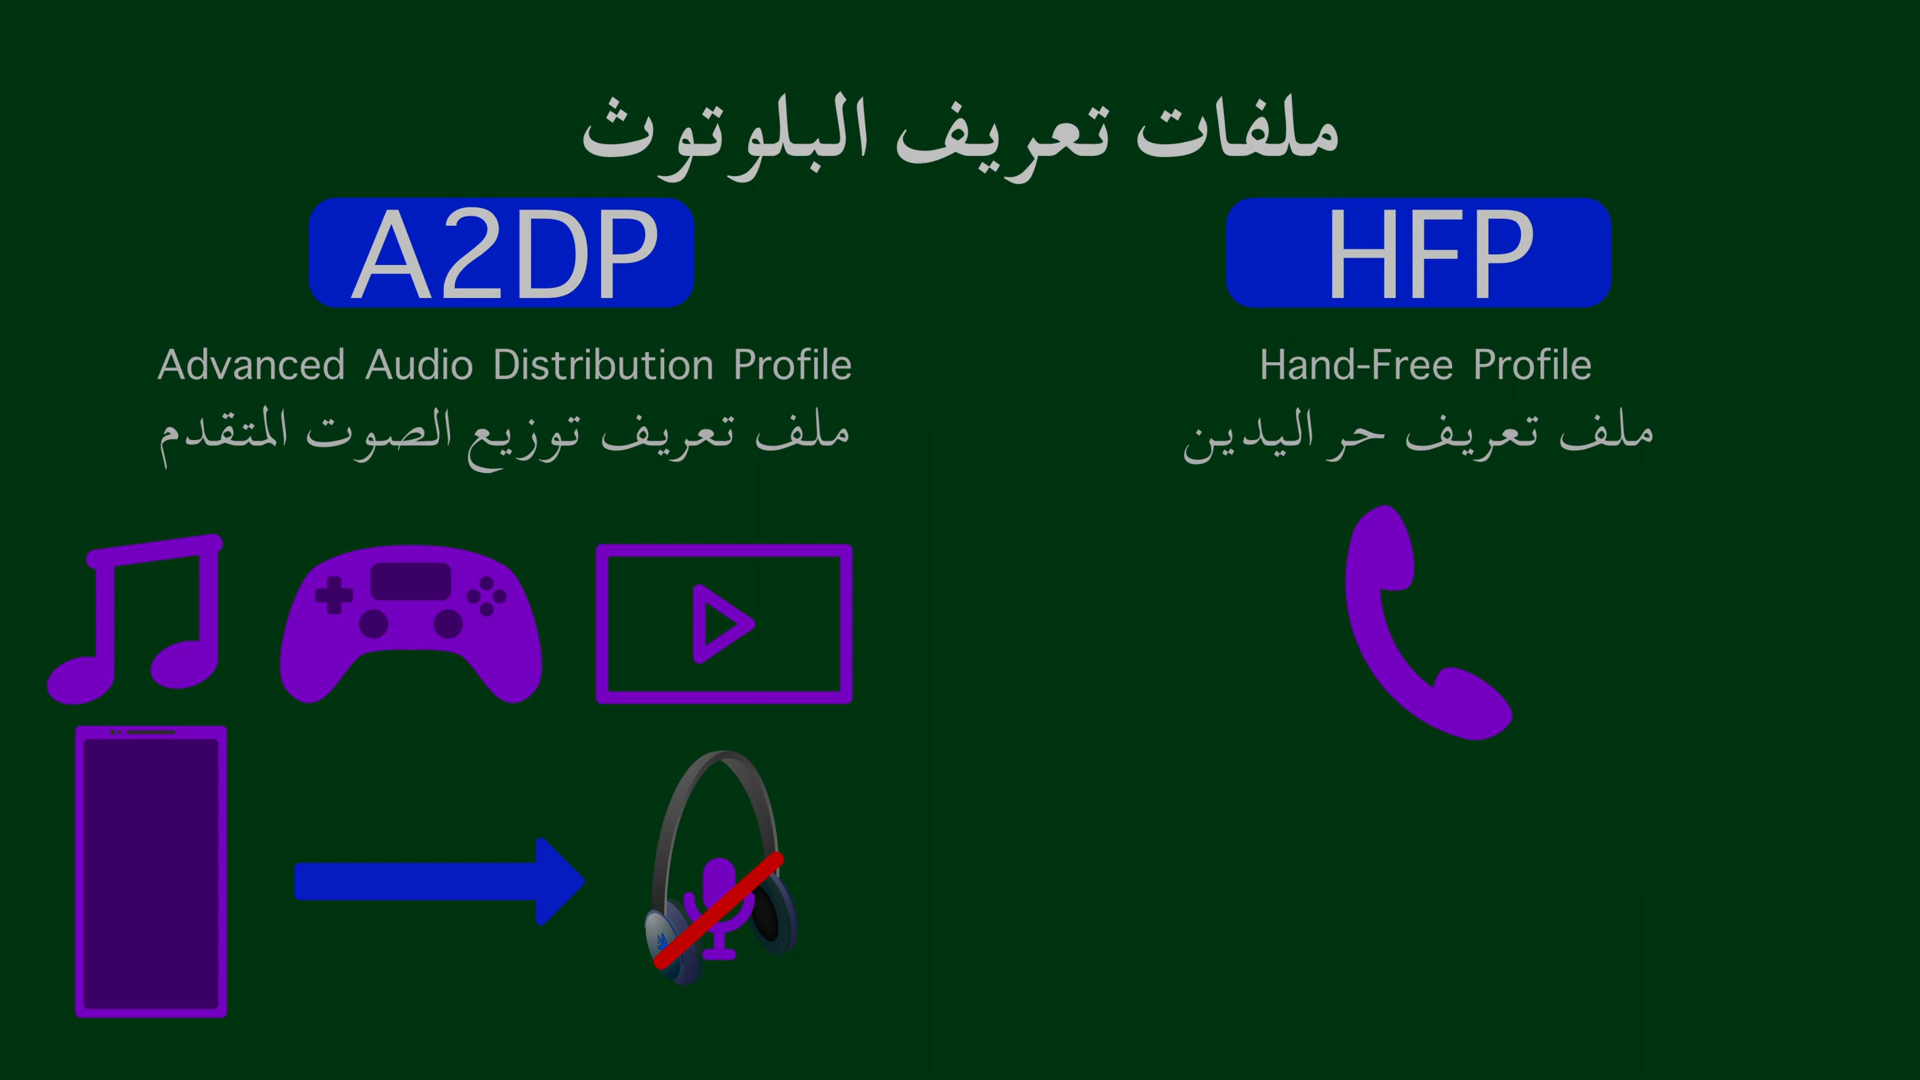 ملفات تعريف البلوتوث
A2DP
Advanced Audio Distribution Profile
ملف تعريف توزيع الصوت المتقدم
HFP
Hand-Free Profile
ملف تعريف حر اليدين